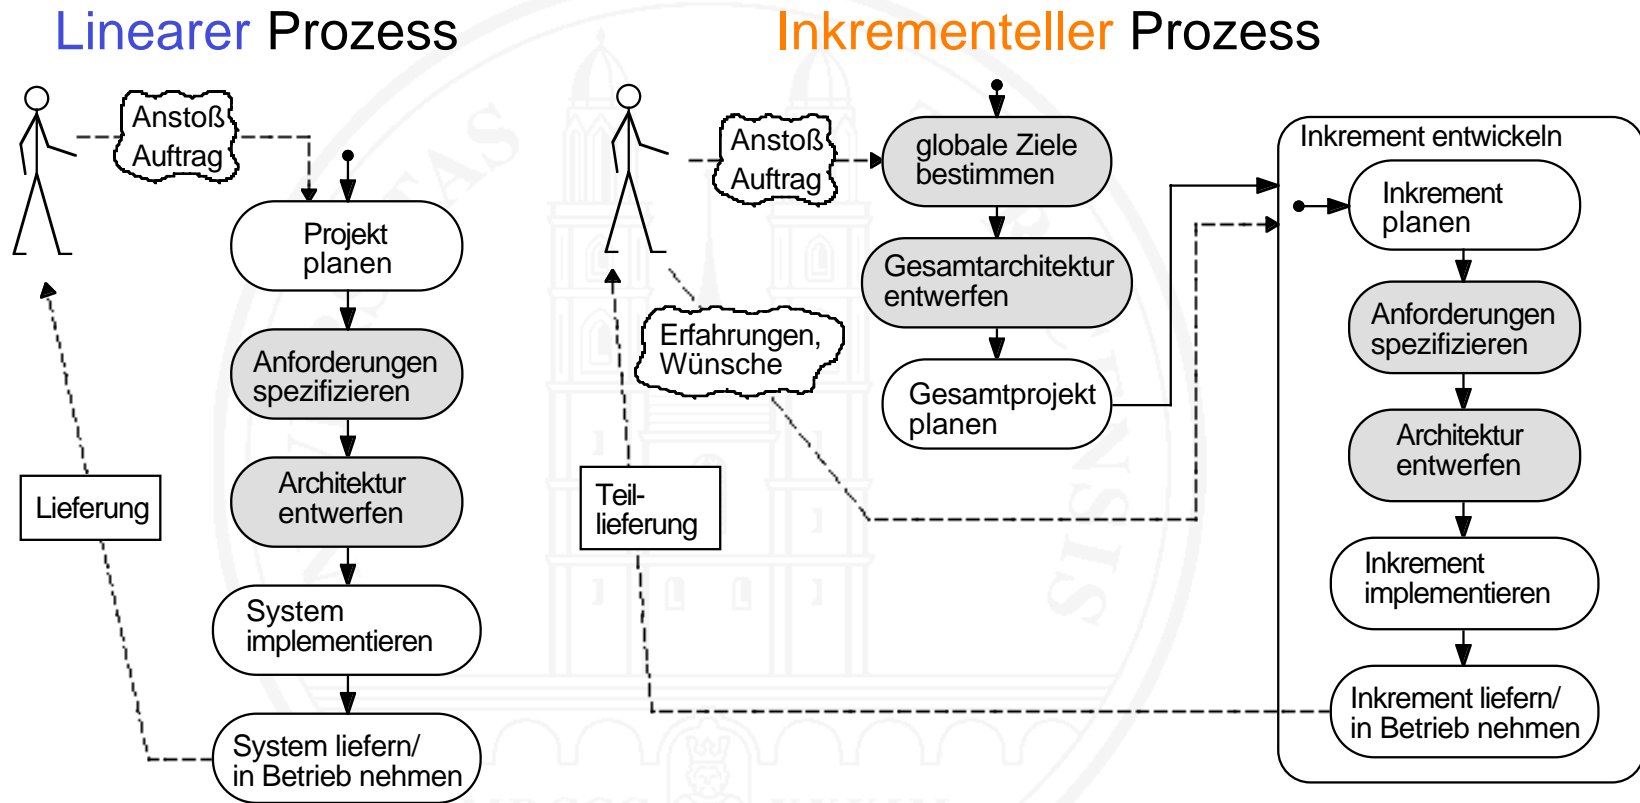 Linearer Prozess
Anstoß
Auftrag
Projekt
planen
Anforderungen
spezifizieren
Architektur
entwerfen
System
implementieren
System liefern/
in Betrieb nehmen
Lieferung
Inkrementeller Prozess
Anstoß
Auftrag
globale Ziele
bestimmen
Gesamtarchitektur
entwerfen
Gesamtprojekt
planen
Erfahrungen,
Wünsche
Teil-
lieferung
Inkrement entwickeln
Inkrement
planen
Anforderungen
spezifizieren
Architektur
entwerfen
Inkrement
implementieren
Inkrement liefern/
in Betrieb nehmen